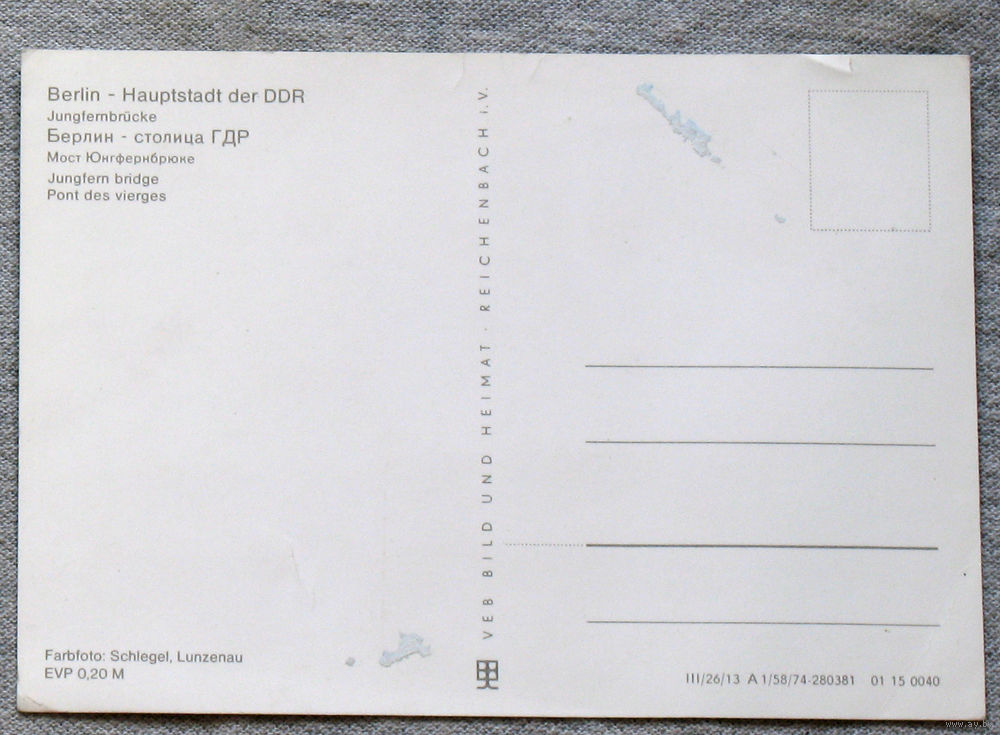 Berlin - Hauptstadt der DDR
Jungfernbrücke
Берлин - столица ГДР
Мост Юнгфернбрюке
Jungfern bridge
Pont des vierges
VEB BILD UND HEIMAT · REICHENBACH i. V.
Farbfoto: Schlegel, Lunzenau
EVP 0,20 M
III/26/13 A 1/58/74-280381 01 15 0040
www.ay.by